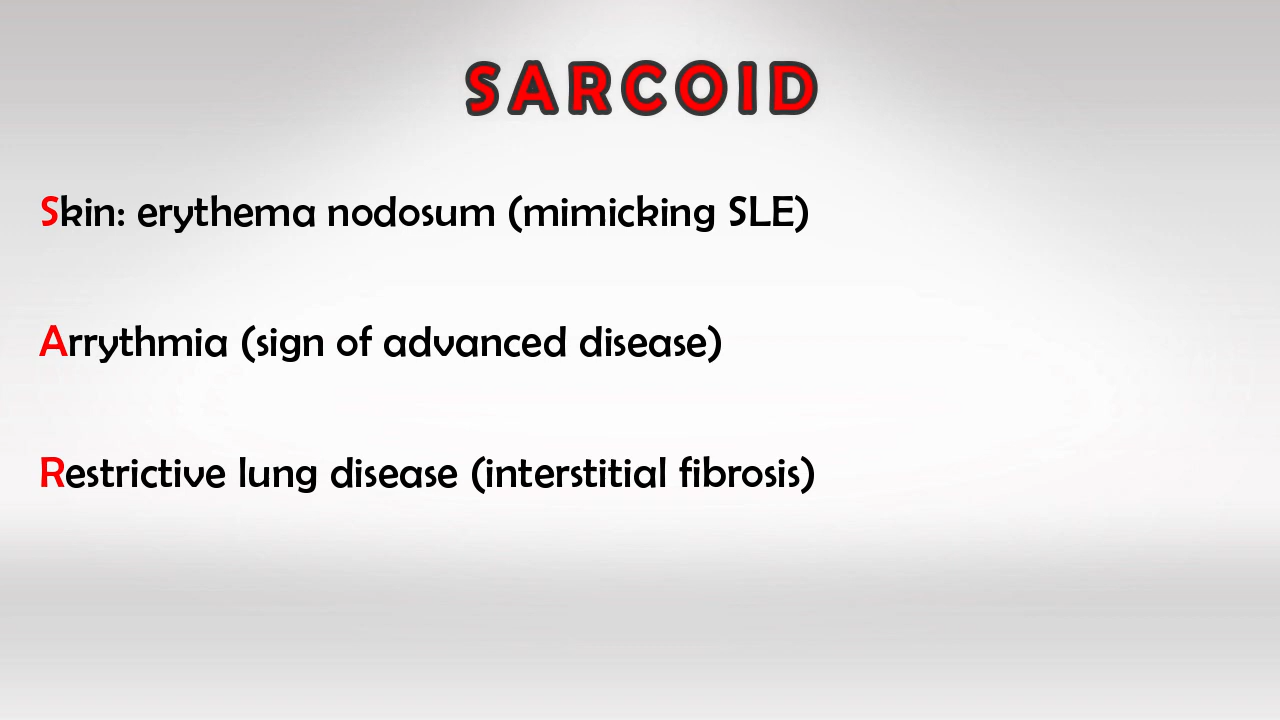 SARCOID
Skin: erythema nodosum (mimicking SLE)
Arrythmia (sign of advanced disease)
Restrictive lung disease (interstitial fibrosis)